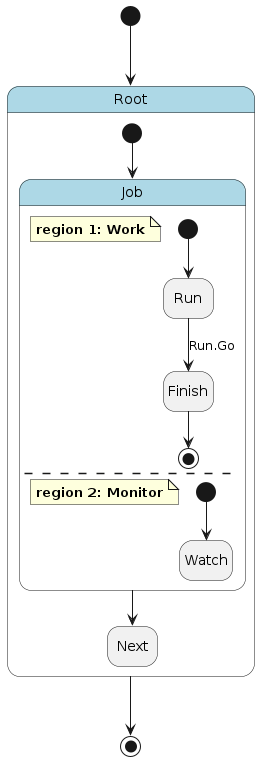 Root
Job
region 1: Work
Run
Run.Go
Finish
region 2: Monitor
Watch
Next